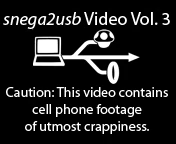 snega2usb Video Vol. 3
Caution: This video contains
cell phone footage
of utmost crappiness.